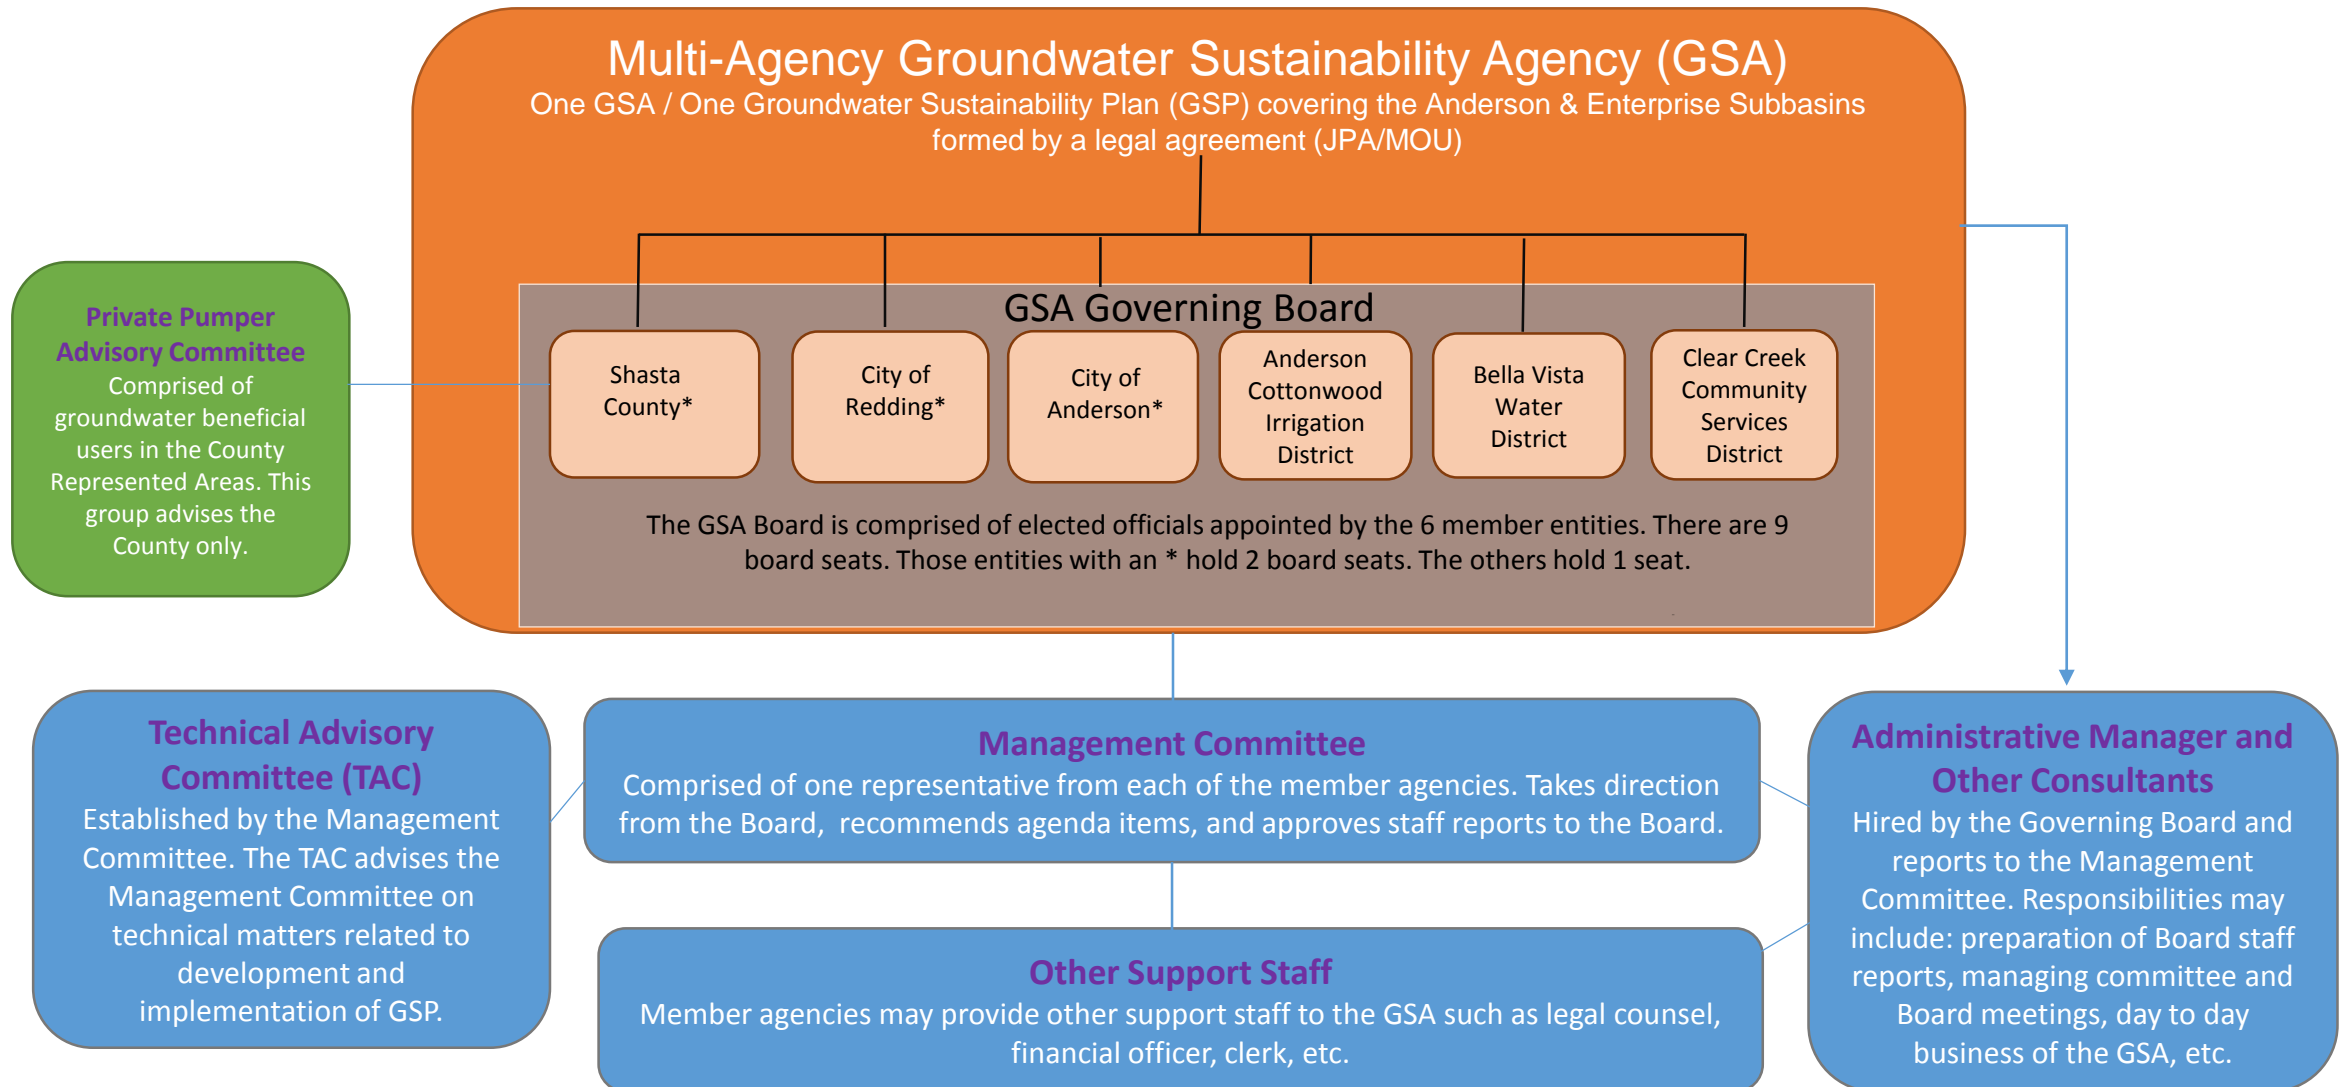 Multi-Agency Groundwater Sustainability Agency (GSA)
One GSA / One Groundwater Sustainability Plan (GSP) covering the Anderson & Enterprise Subbasins
formed by a legal agreement (JPA/MOU)
Private Pumper
Advisory Committee
Comprised of
groundwater beneficial
users in the County
Represented Areas. This
group advises the
County only.
GSA Governing Board
Shasta
County*
City of
Redding*
City of
Anderson*
Anderson
Cottonwood
Irrigation
District
Bella Vista
Water
District
Clear Creek
Community
Services
District
The GSA Board is comprised of elected officials appointed by the 6 member entities. There are 9
board seats. Those entities with an * hold 2 board seats. The others hold 1 seat.
Technical Advisory
Committee (TAC)
Established by the Management
Committee. The TAC advises the
Management Committee on
technical matters related to
development and
implementation of GSP.
Management Committee
Comprised of one representative from each of the member agencies. Takes direction
from the Board,  recommends agenda items, and approves staff reports to the Board.
Other Support Staff
Member agencies may provide other support staff to the GSA such as legal counsel,
financial officer, clerk, etc.
Administrative Manager and
Other Consultants
Hired by the Governing Board and
reports to the Management
Committee. Responsibilities may
include: preparation of Board staff
reports, managing committee and
Board meetings, day to day
business of the GSA, etc.